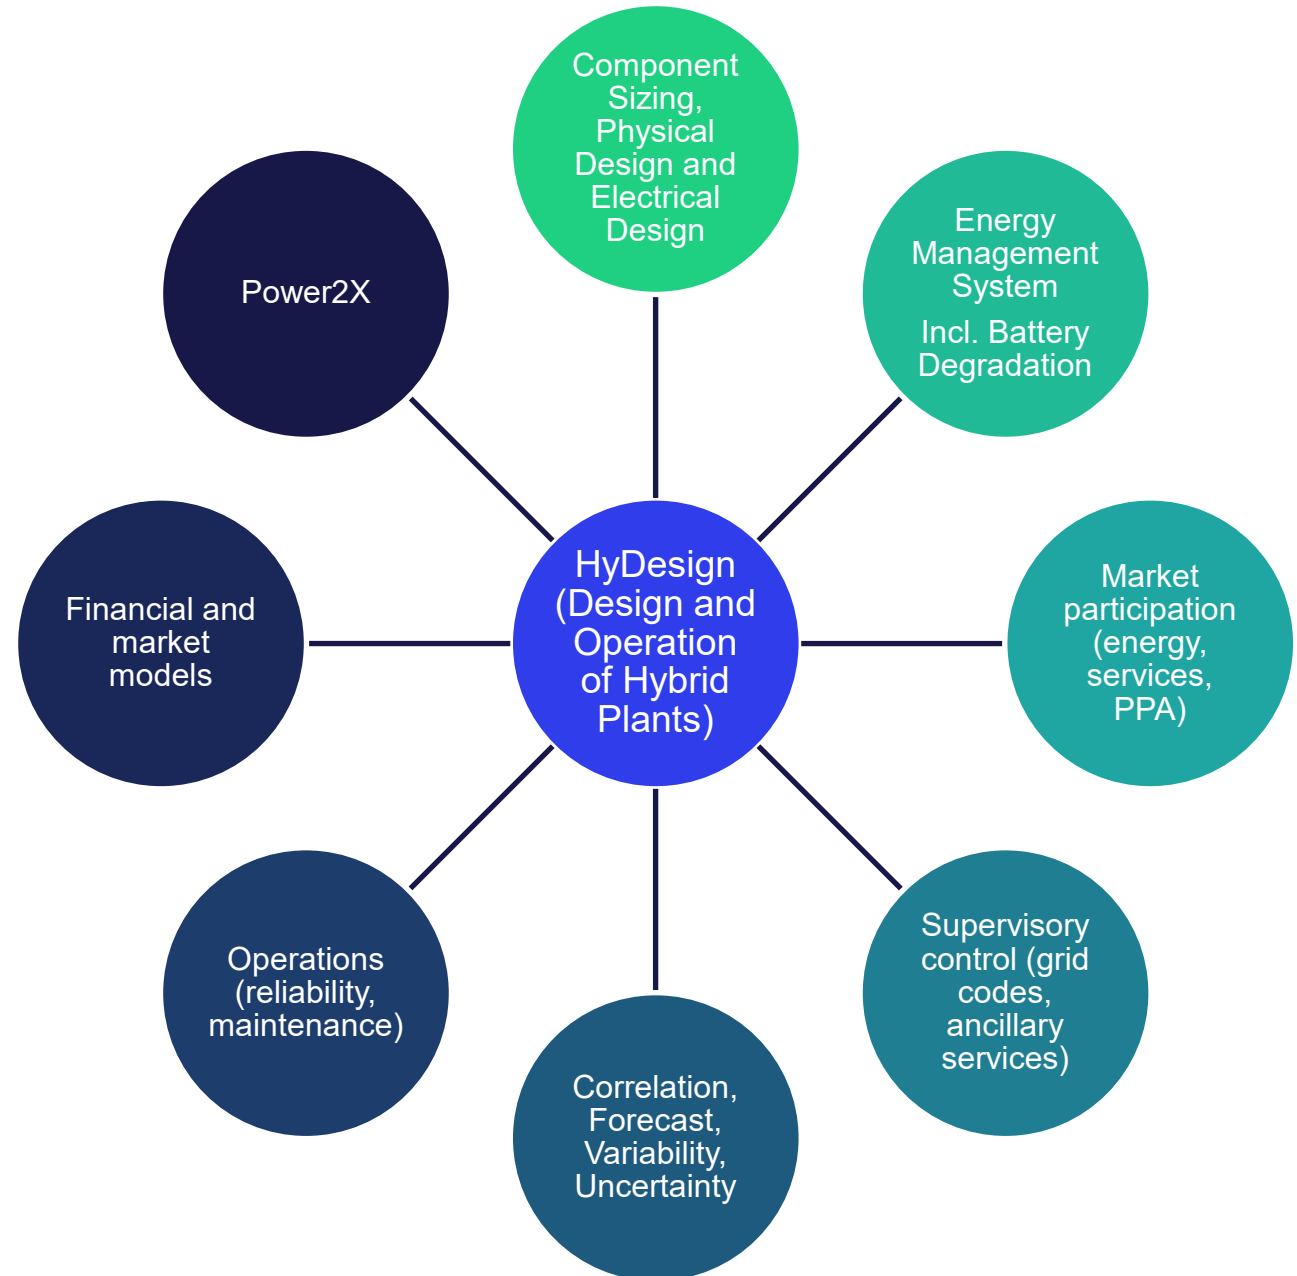 Component
Sizing,
Physical
Design and
Electrical
Design
Energy
Management
System
Incl. Battery
Degradation
Market
participation
(energy,
services,
PPA)
Supervisory
control (grid
codes,
ancillary
services)
Correlation,
Forecast,
Variability,
Uncertainty
Operations
(reliability,
maintenance)
Financial and
market
models
Power2X
HyDesign
(Design and
Operation
of Hybrid
Plants)